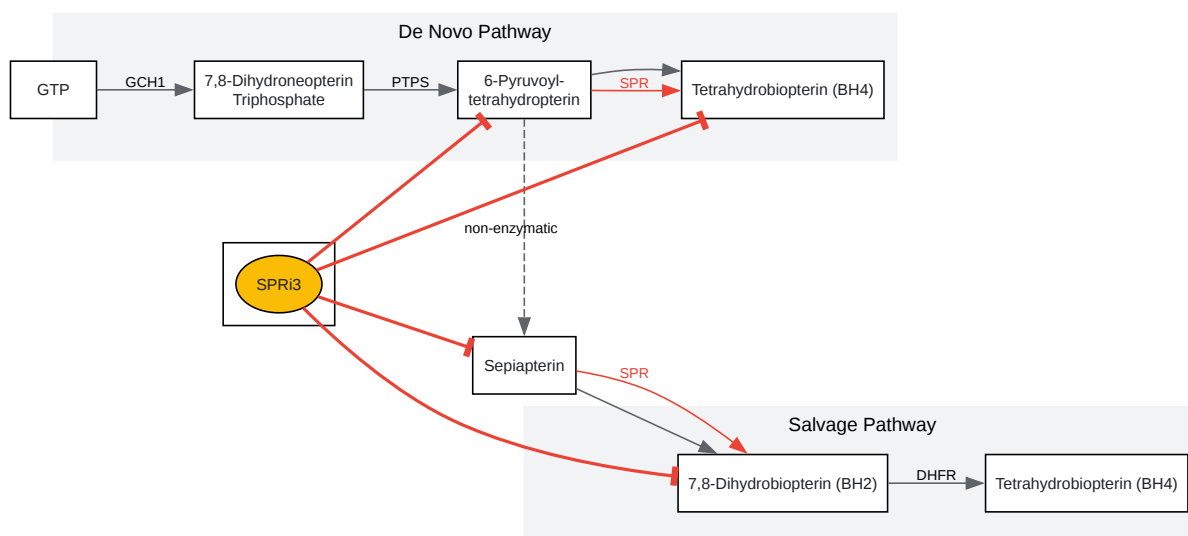 De Novo Pathway
GTP
GCH1
7,8-Dihydroneopterin
Triphosphate
PTPS
6-Pyruvoyl-
tetrahydropterin
SPR
Tetrahydrobiopterin (BH4)
non-enzymatic
SPRi3
Sepiapterin
SPR
Salvage Pathway
7,8-Dihydrobiopterin (BH2)
DHFR
Tetrahydrobiopterin (BH4)